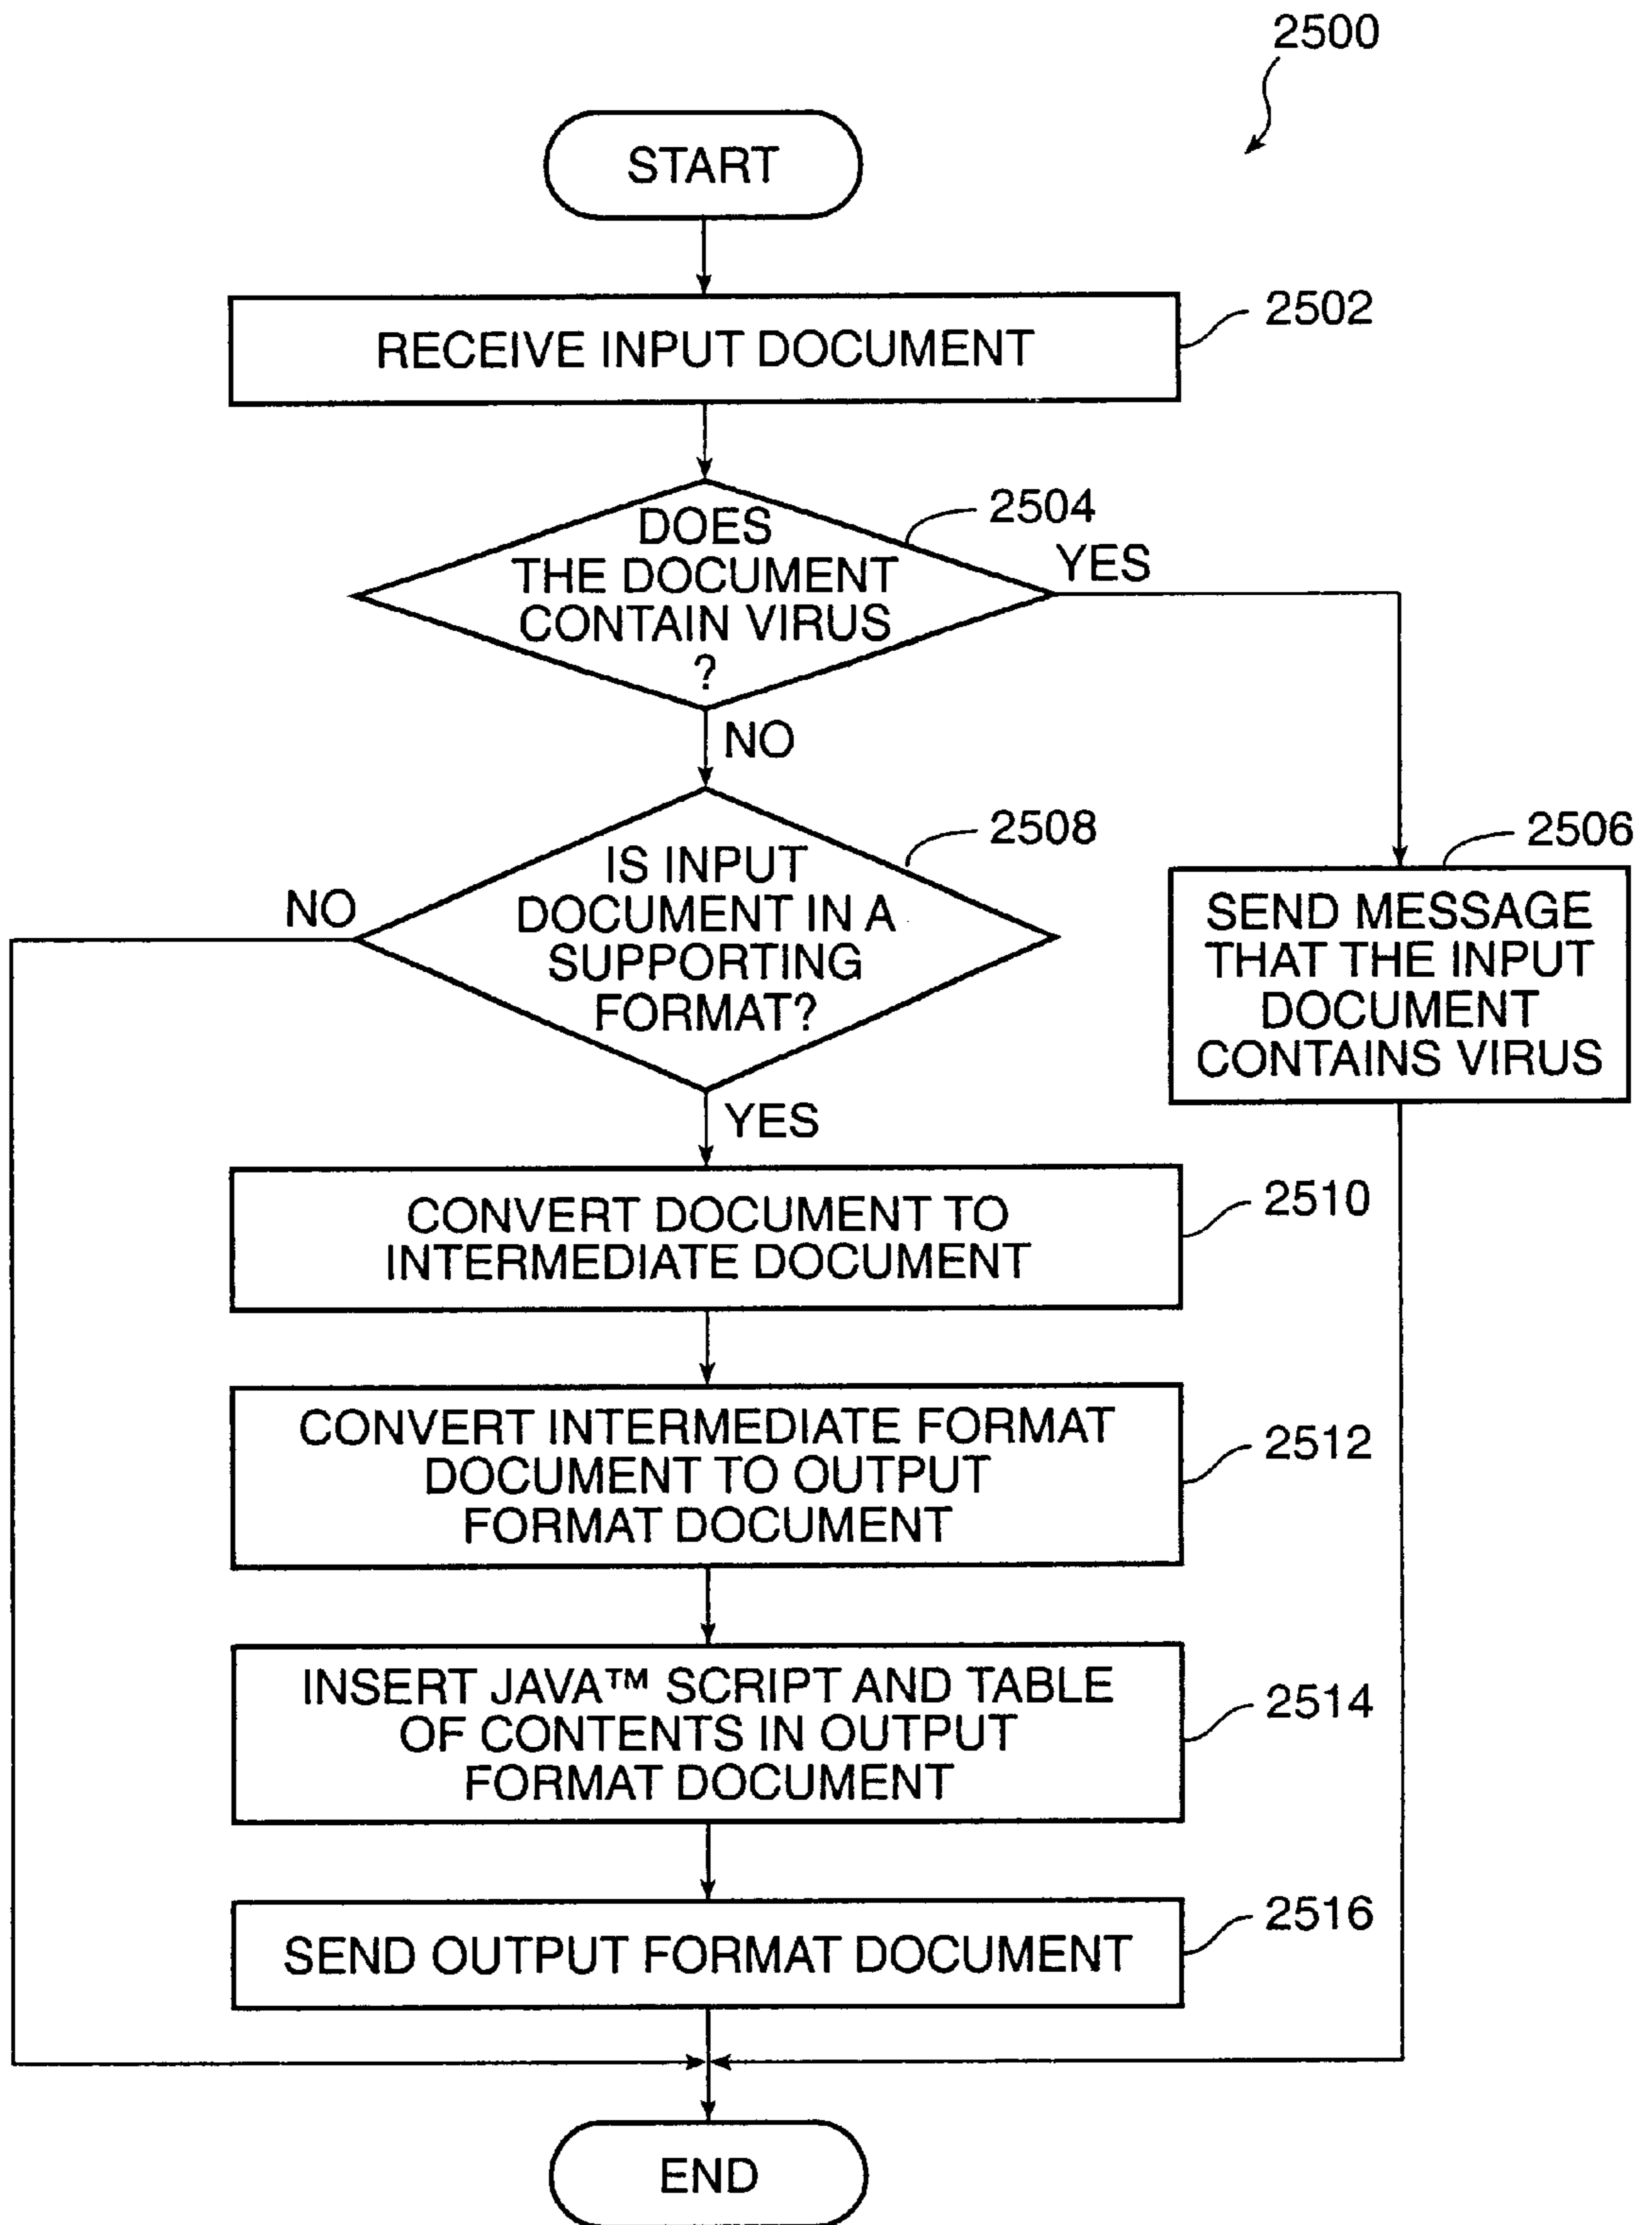 2500
START
RECEIVE INPUT DOCUMENT
2502
DOES
THE DOCUMENT
CONTAIN VIRUS
?
2504
YES
NO
IS INPUT
DOCUMENT IN A
SUPPORTING
FORMAT?
2508
NO
YES
2506
SEND MESSAGE
THAT THE INPUT
DOCUMENT
CONTAINS VIRUS
CONVERT DOCUMENT TO
INTERMEDIATE DOCUMENT
2510
CONVERT INTERMEDIATE FORMAT
DOCUMENT TO OUTPUT
FORMAT DOCUMENT
2512
INSERT JAVA™ SCRIPT AND TABLE
OF CONTENTS IN OUTPUT
FORMAT DOCUMENT
2514
SEND OUTPUT FORMAT DOCUMENT
2516
END